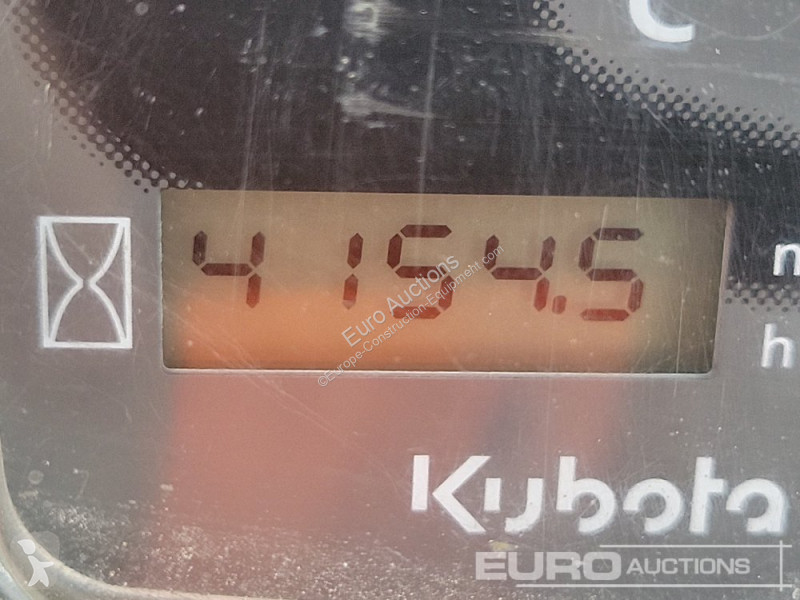 C
4154.5
h
Euro Auctions
©Europe-Construction-Equipment.com
Kubota
EURO AUCTIONS